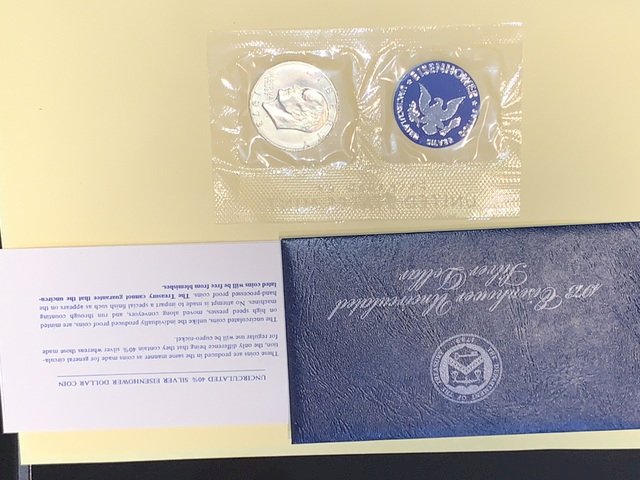 EISENHOWER
UNCIRCULATED SILVER DOLLAR
UNITED
1973 Eisenhower Uncirculated
Silver Dollar
1789
UNCIRCULATED 40% SILVER EISENHOWER DOLLAR COIN
These coins are produced in the same manner as coins made for general circula-
tion, the only difference being that they contain 40% silver whereas those made
for regular use will be cupro-nickel.
The uncirculated coins, unlike the individually produced proof coins, are minted
on high speed presses, moved along conveyors, and run through counting
machines. No attempt is made to impart a special finish such as appears on the
hand-processed proof coins. The Treasury cannot guarantee that the uncircu-
lated coins will be free from blemishes.